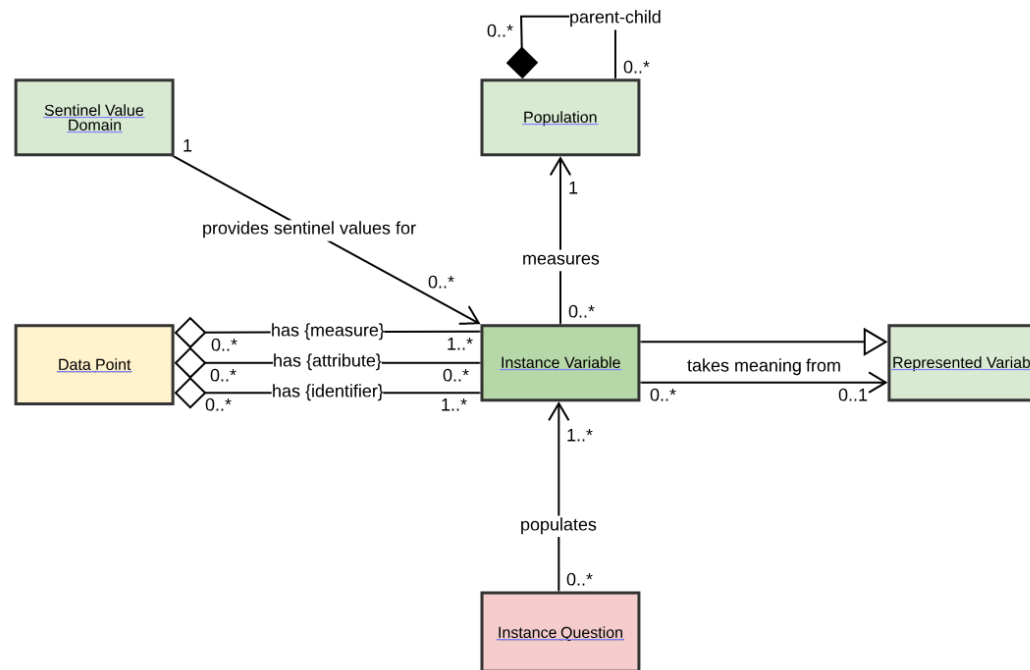 parent-child
0..*
0..*
Sentinel Value
Domain
Population
1
1
provides sentinel values for
measures
0..*
0..*
Data Point
has {measure}
0..*
1..*
has {attribute}
0..*
0..*
has {identifier}
0..*
1..*
Instance Variable
takes meaning from
0..*
0..1
Represented Variab
1..*
populates
0..*
Instance Question